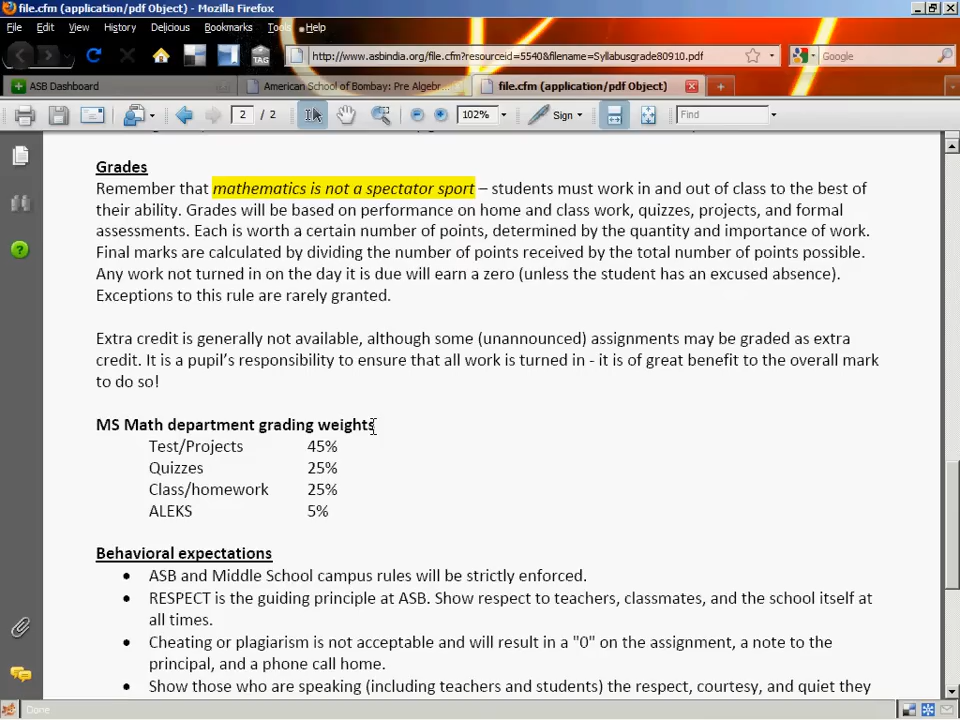 file.cfm (application/pdf Object) - Mozilla Firefox
File Edit View History Delicious Bookmarks Tools Help
TAG http://www.asbindia.org/file.cfm?resourceid=5540&filename=Syllabusgrade80910.pdf Google
ASB Dashboard American School of Bombay: Pre Algebr... file.cfm (application/pdf Object)
2 / 2 102% Sign Find
Grades
Remember that mathematics is not a spectator sport – students must work in and out of class to the best of
their ability. Grades will be based on performance on home and class work, quizzes, projects, and formal
assessments. Each is worth a certain number of points, determined by the quantity and importance of work.
Final marks are calculated by dividing the number of points received by the total number of points possible.
Any work not turned in on the day it is due will earn a zero (unless the student has an excused absence).
Exceptions to this rule are rarely granted.
Extra credit is generally not available, although some (unannounced) assignments may be graded as extra
credit. It is a pupil's responsibility to ensure that all work is turned in - it is of great benefit to the overall mark
to do so!
MS Math department grading weights
Test/Projects 45%
Quizzes 25%
Class/homework 25%
ALEKS 5%
Behavioral expectations
• ASB and Middle School campus rules will be strictly enforced.
• RESPECT is the guiding principle at ASB. Show respect to teachers, classmates, and the school itself at
all times.
• Cheating or plagiarism is not acceptable and will result in a "0" on the assignment, a note to the
principal, and a phone call home.
• Show those who are speaking (including teachers and students) the respect, courtesy, and quiet they
Done